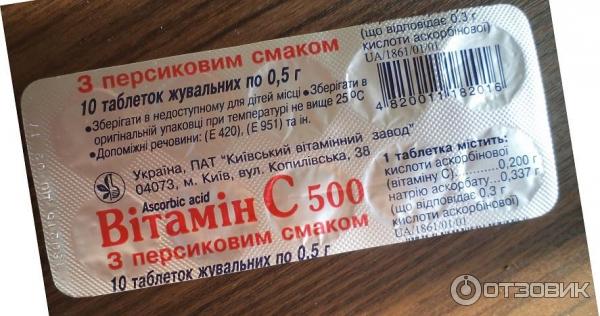 (що відповідає 0.3 г
кислоти аскорбінової)
UA/1861/01/01
З персиковим смаком
10 таблеток жувальних по 0,5 г
•Зберігати в недоступному для дітей місці •Зберігати в
оригінальній упаковці при температурі не вище 25°C
•Допоміжні речовини: (Е 420), (Е 951) та ін.
4 820011 182016
Україна, ПАТ "Київський вітамінний завод"
04073, м. Київ, вул. Копилівська, 38
Ascorbic acid
Вітамін С 500
З персиковим смаком
10 таблеток жувальних по 0,5 г
1 таблетка містить:
кислоти аскорбінової
(вітаміну С) 0,200 г
натрію аскорбату 0,337 г
(що відповідає 0.3 г
кислоти аскорбінової)
UA/1861/01/01
ОТЗОВИК